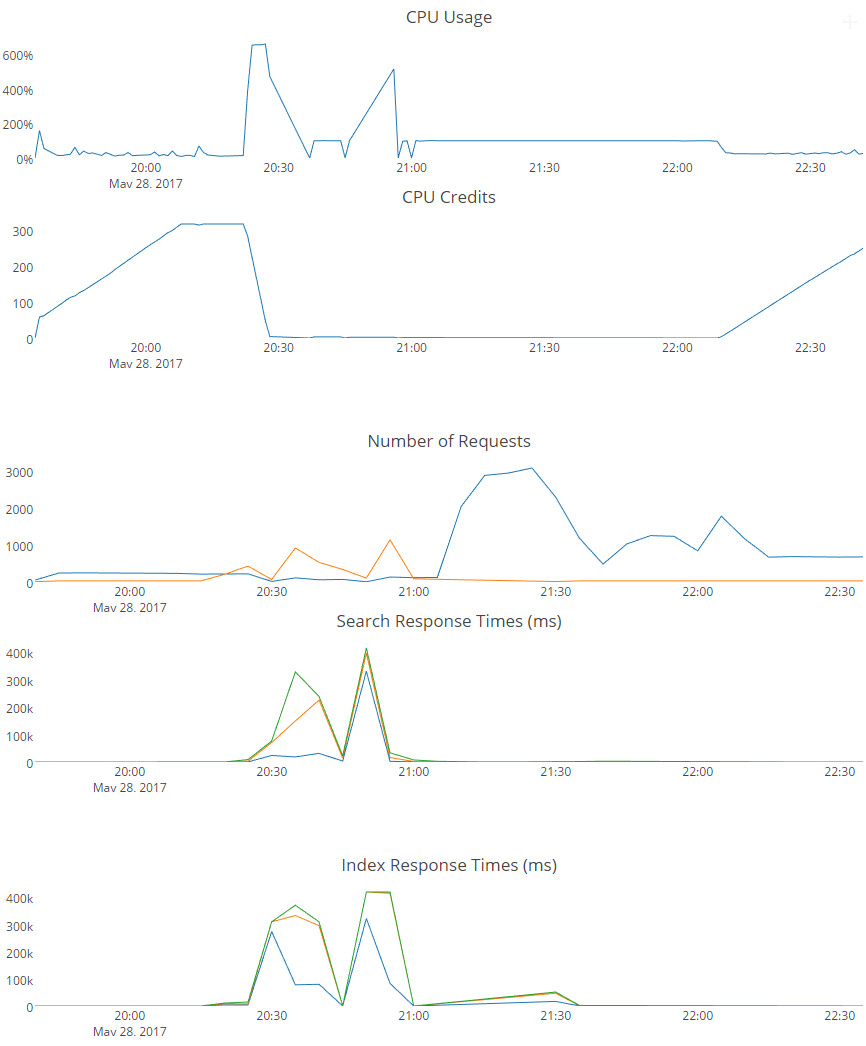 CPU Usage
600%
400%
200%
0%
20:00 20:30 21:00 21:30 22:00 22:30
May 28, 2017
CPU Credits
300
200
100
0
20:00 20:30 21:00 21:30 22:00 22:30
May 28, 2017
Number of Requests
3000
2000
1000
0
20:00 20:30 21:00 21:30 22:00 22:30
May 28, 2017
Search Response Times (ms)
400k
300k
200k
100k
0
20:00 20:30 21:00 21:30 22:00 22:30
May 28, 2017
Index Response Times (ms)
400k
300k
200k
100k
0
20:00 20:30 21:00 21:30 22:00 22:30
May 28, 2017